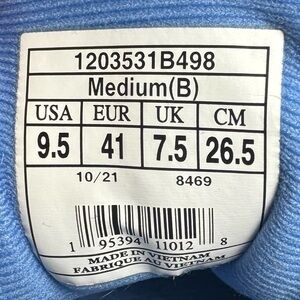 1203531B498
Medium(B)
USA EUR UK CM
9.5 41 7.5 26.5
10/21 8469
1 95394 11012 8
MADE IN VIETNAM
FABRIQUE AU VIETNAM